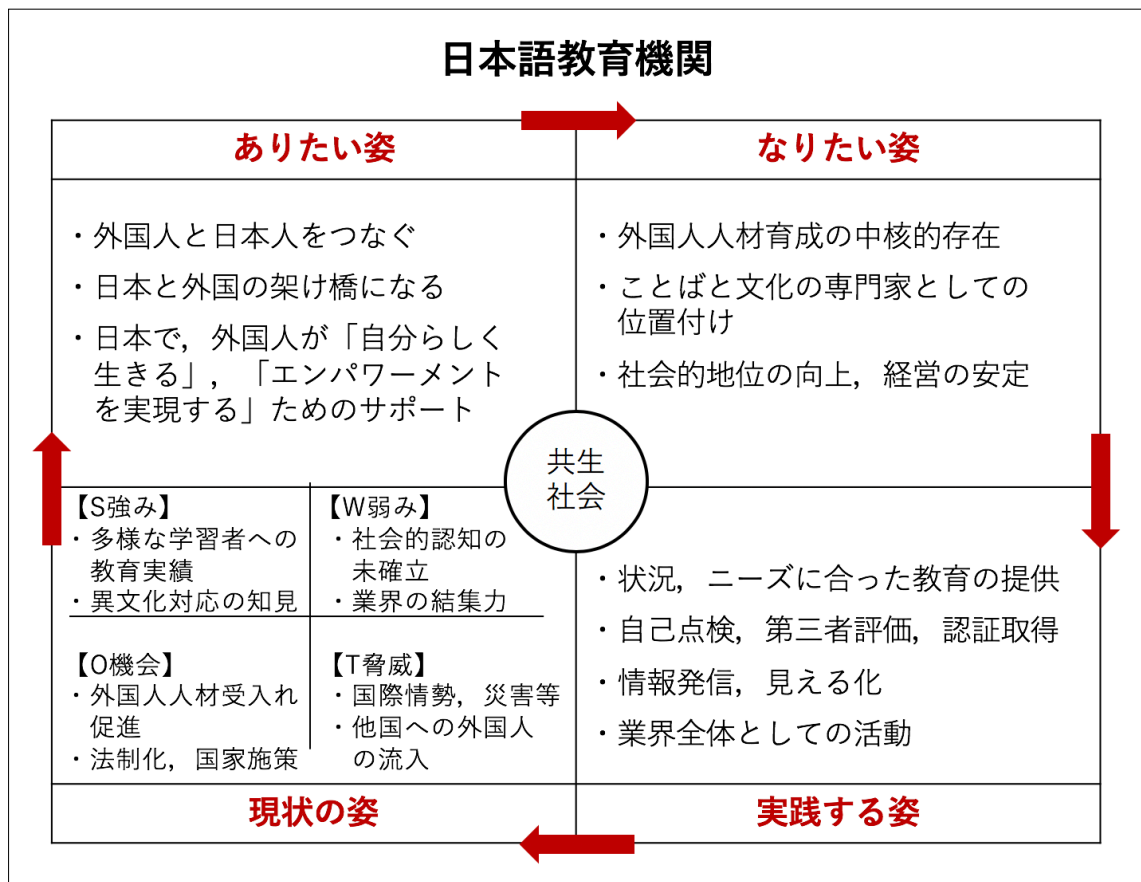 日本語教育機関
ありたい姿
・外国人と日本人をつなぐ
・日本と外国の架け橋になる
・日本で，外国人が「自分らしく
生きる」，「エンパワーメント
を実現する」ためのサポート
なりたい姿
・外国人人材育成の中核的存在
・ことばと文化の専門家としての
位置付け
・社会的地位の向上，経営の安定
共生
社会
【S強み】
・多様な学習者への
教育実績
・異文化対応の知見
【W弱み】
・社会的認知の
未確立
・業界の結集力
【O機会】
・外国人人材受入れ
促進
・法制化，国家施策
【T脅威】
・国際情勢，災害等
・他国への外国人
の流入
現状の姿
・状況，ニーズに合った教育の提供
・自己点検，第三者評価，認証取得
・情報発信，見える化
・業界全体としての活動
実践する姿